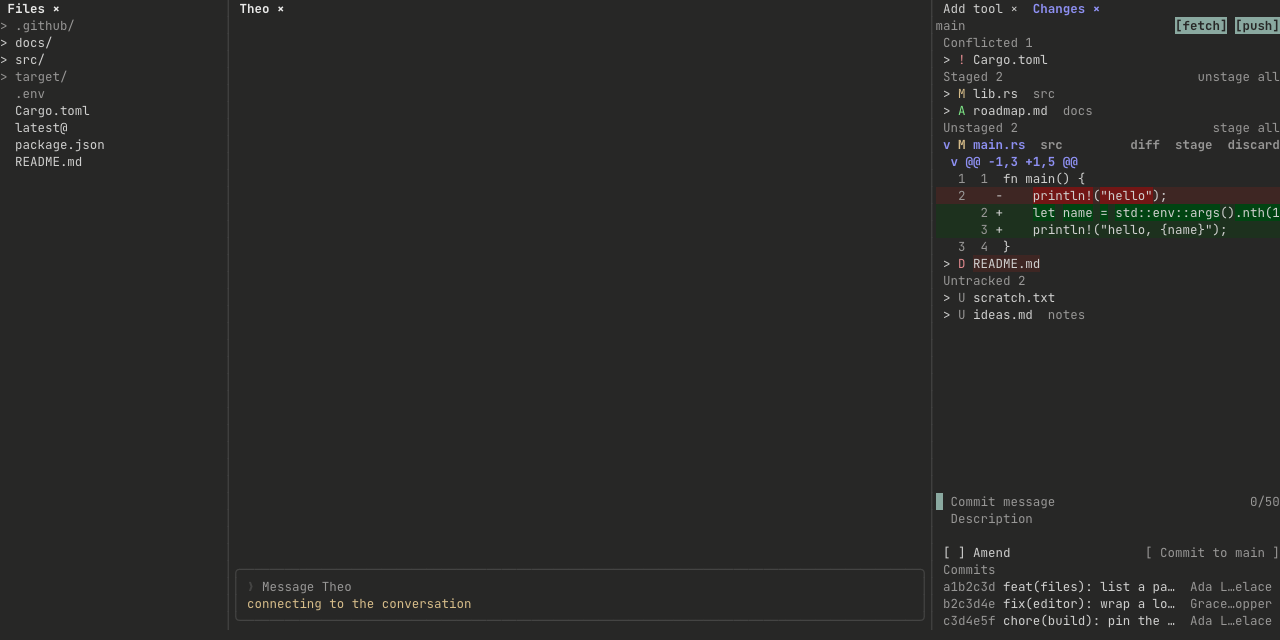 Files ×
> .github/
> docs/
> src/
> target/
.env
Cargo.toml
latest@
package.json
README.md
Theo ×
) Message Theo
connecting to the conversation
Add tool × Changes ×
main [fetch] [push]
Conflicted 1
> ! Cargo.toml
Staged 2 unstage all
> M lib.rs src
> A roadmap.md docs
Unstaged 2 stage all
v M main.rs src diff stage discard
v @@ -1,3 +1,5 @@
1 1 fn main() {
2 - println!("hello");
2 + let name = std::env::args().nth(1
3 + println!("hello, {name}");
3 4 }
> D README.md
Untracked 2
> U scratch.txt
> U ideas.md notes
Commit message 0/50
Description
[ ] Amend [ Commit to main ]
Commits
a1b2c3d feat(files): list a pa… Ada L…elace
b2c3d4e fix(editor): wrap a lo… Grace…opper
c3d4e5f chore(build): pin the … Ada L…elace